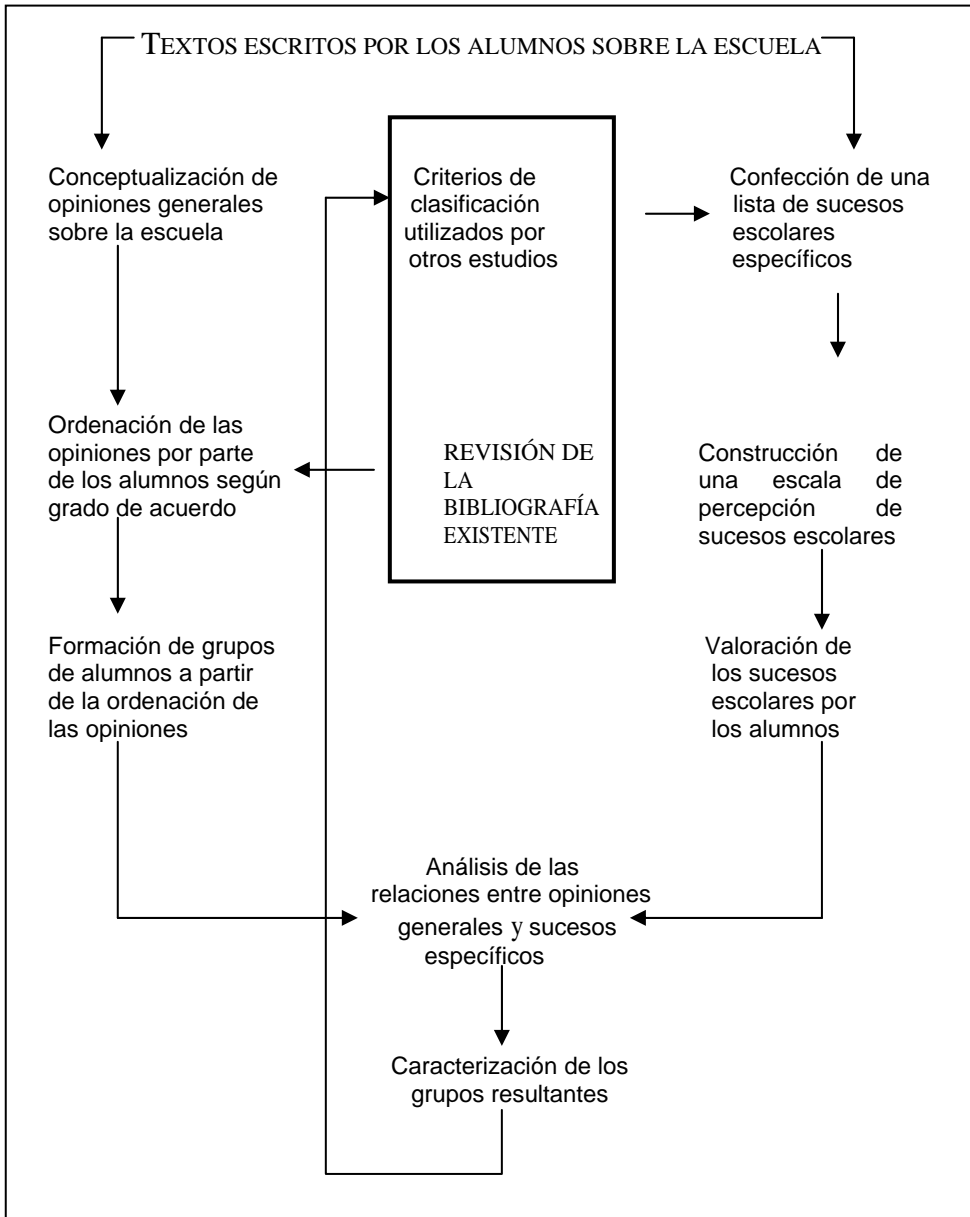 TEXTOS ESCRITOS POR LOS ALUMNOS SOBRE LA ESCUELA
Conceptualización de
opiniones generales
sobre la escuela
Criterios de
clasificación
utilizados por
otros estudios
Confección de una
lista de sucesos
escolares
específicos
Ordenación de las
opiniones por parte
de los alumnos según
grado de acuerdo
REVISIÓN DE
LA
BIBLIOGRAFÍA
EXISTENTE
Construcción de
una escala de
percepción de
sucesos escolares
Formación de grupos
de alumnos a partir
de la ordenación de
las opiniones
Valoración de
los sucesos
escolares por
los alumnos
Análisis de las
relaciones entre opiniones
generales y sucesos
específicos
Caracterización de los
grupos resultantes